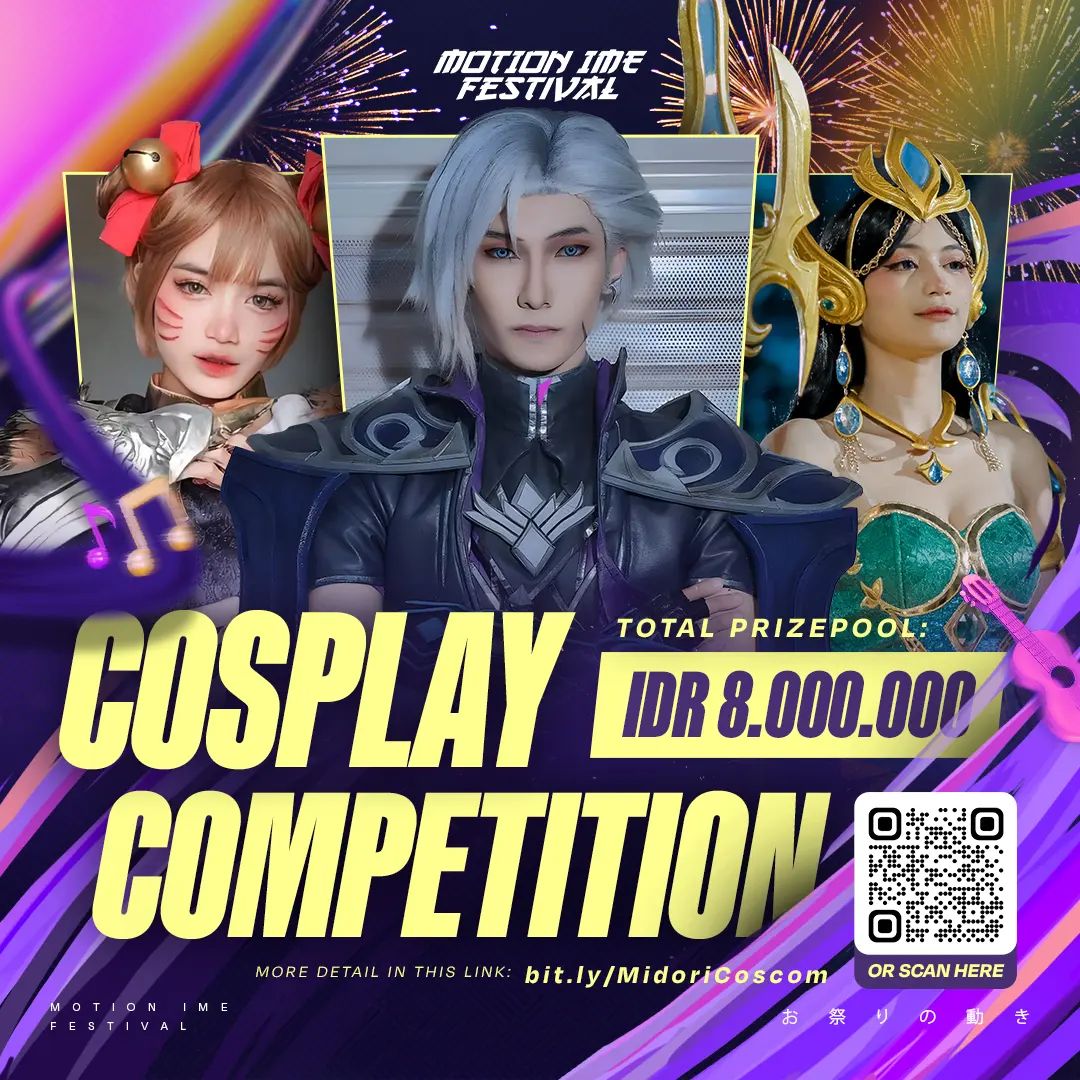 MOTION IME
FESTIVAL
COSPLAY
TOTAL PRIZEPOOL:
IDR 8.000.000
COMPETITION
MORE DETAIL IN THIS LINK: bit.ly/MidoriCoscom
OR SCAN HERE
MOTION IME
FESTIVAL
お祭りの動き